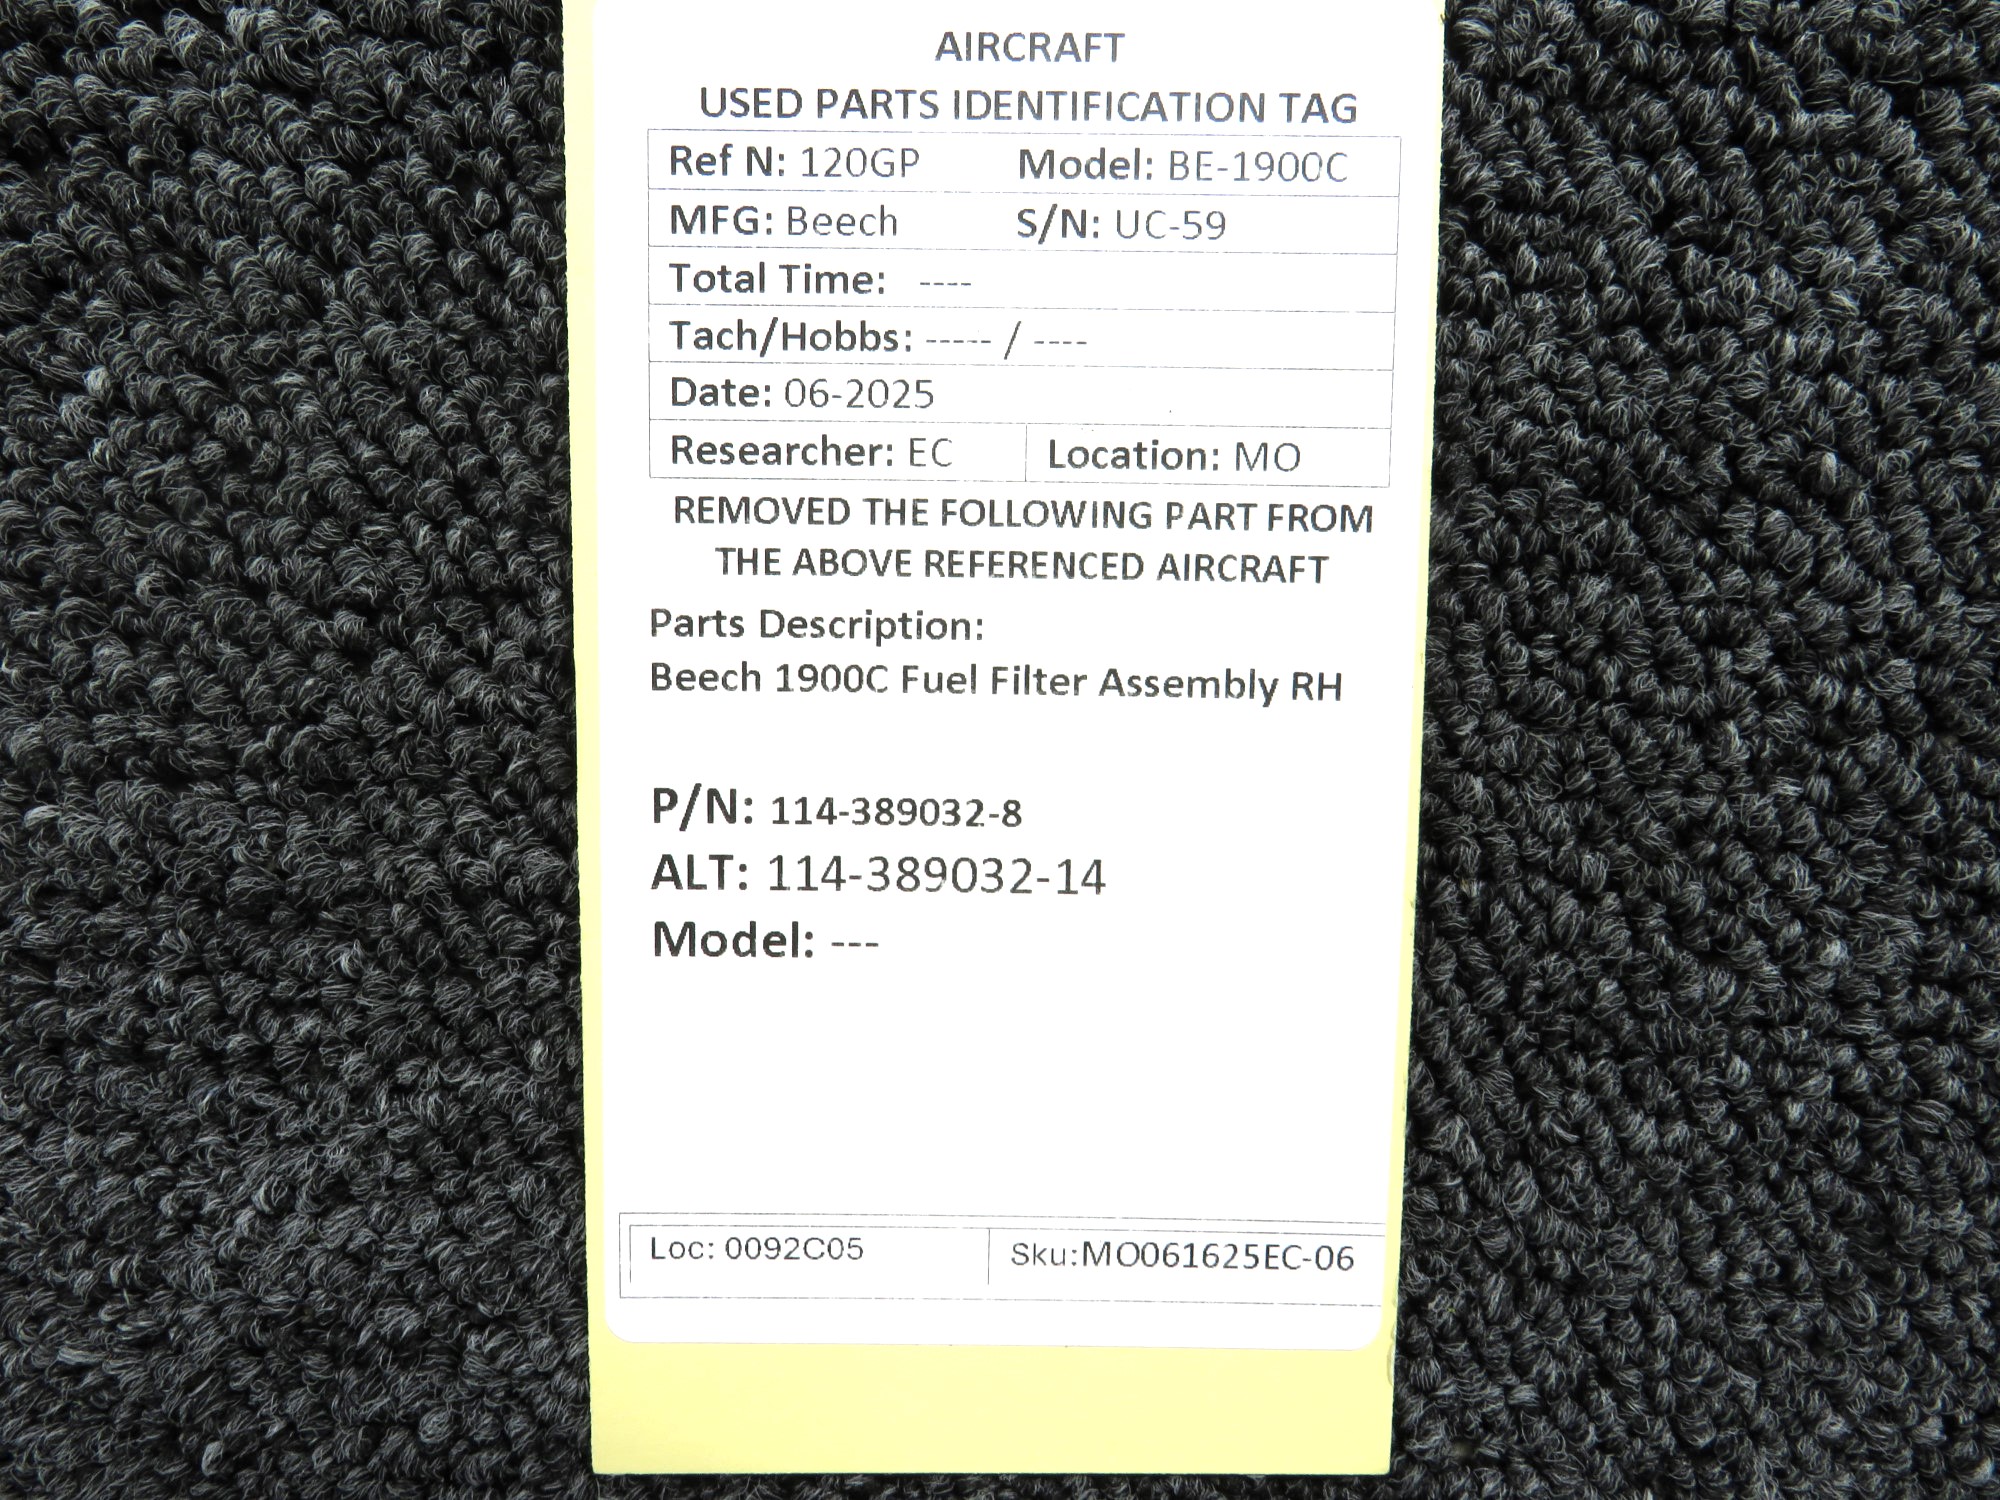 AIRCRAFT
USED PARTS IDENTIFICATION TAG
Ref N: 120GP Model: BE-1900C
MFG: Beech S/N: UC-59
Total Time: ----
Tach/Hobbs: ----- / ----
Date: 06-2025
Researcher: EC Location: MO
REMOVED THE FOLLOWING PART FROM
THE ABOVE REFERENCED AIRCRAFT
Parts Description:
Beech 1900C Fuel Filter Assembly RH
P/N: 114-389032-8
ALT: 114-389032-14
Model: ---
Loc: 0092C05 Sku:MO061625EC-06